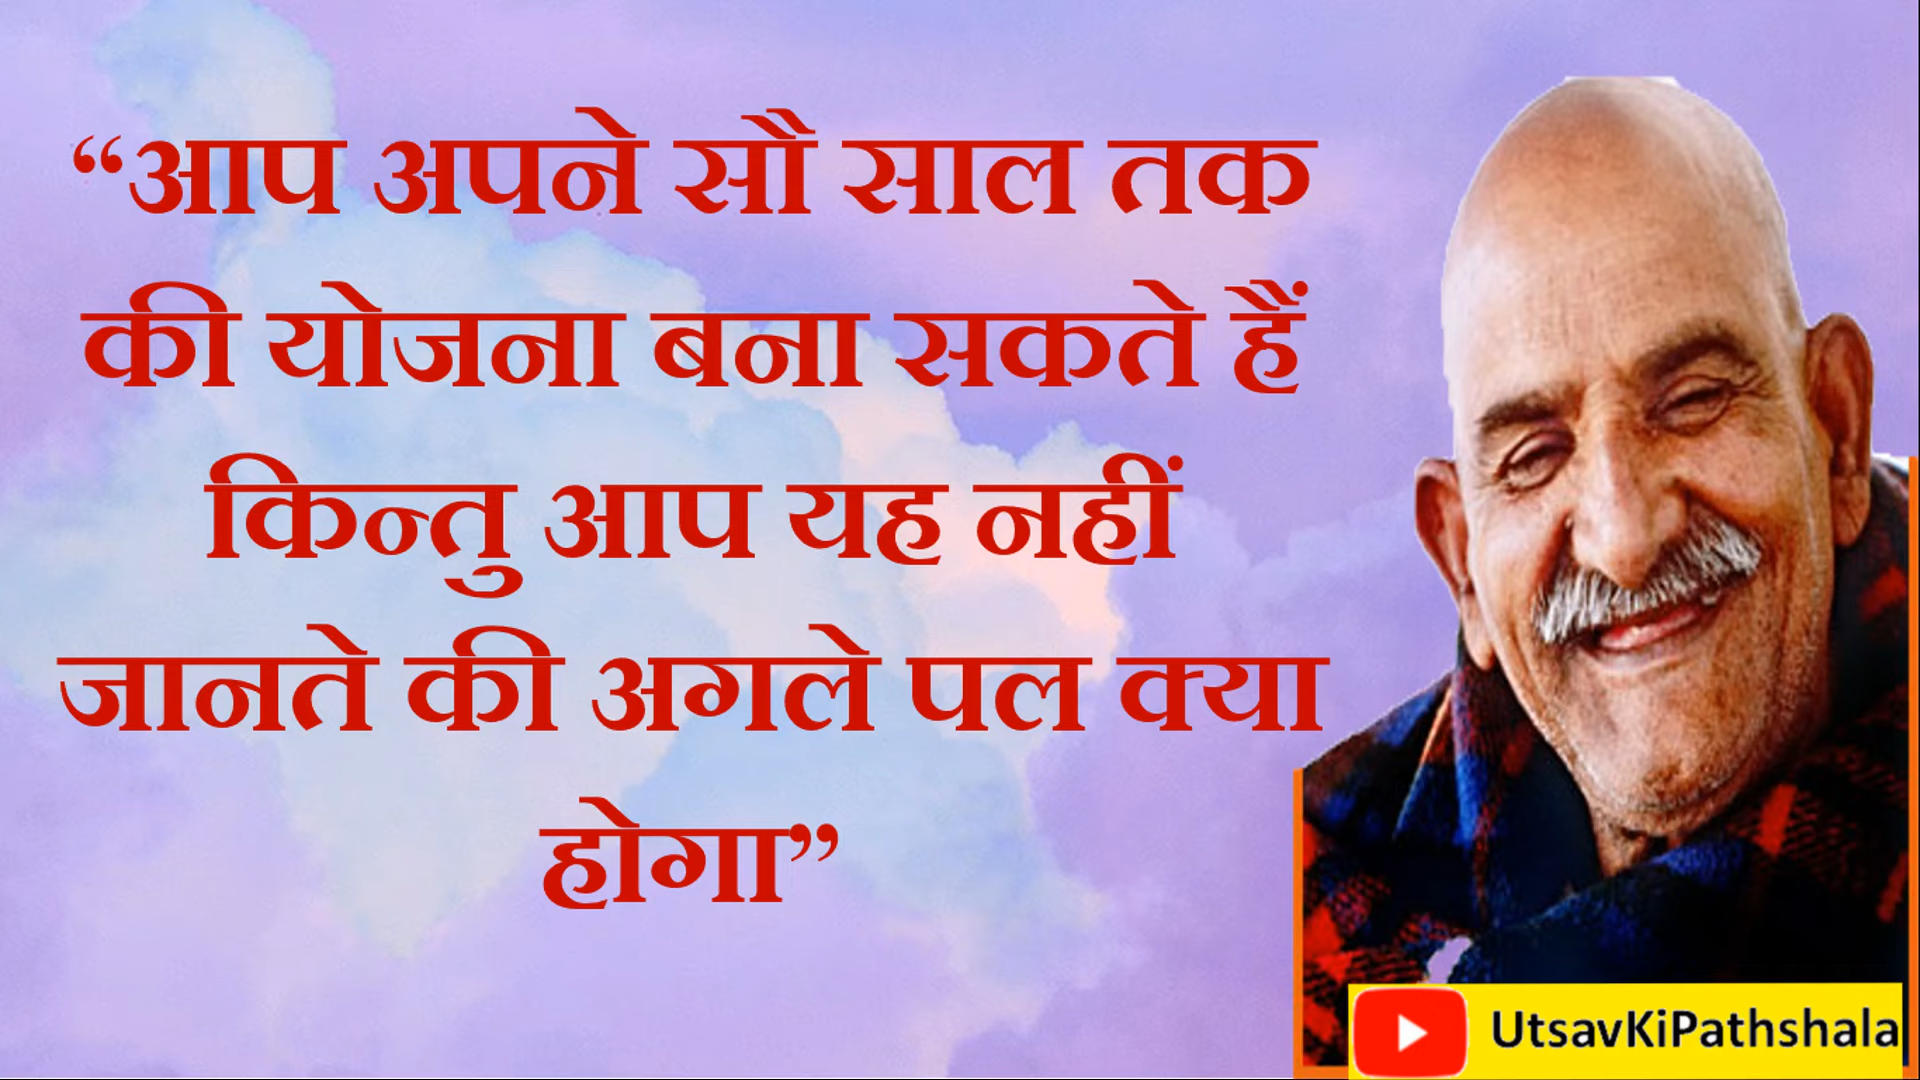 “आप अपने सौ साल तक
की योजना बना सकते हैं
किन्तु आप यह नहीं
जानते की अगले पल क्या
होगा”
UtsavKiPathshala